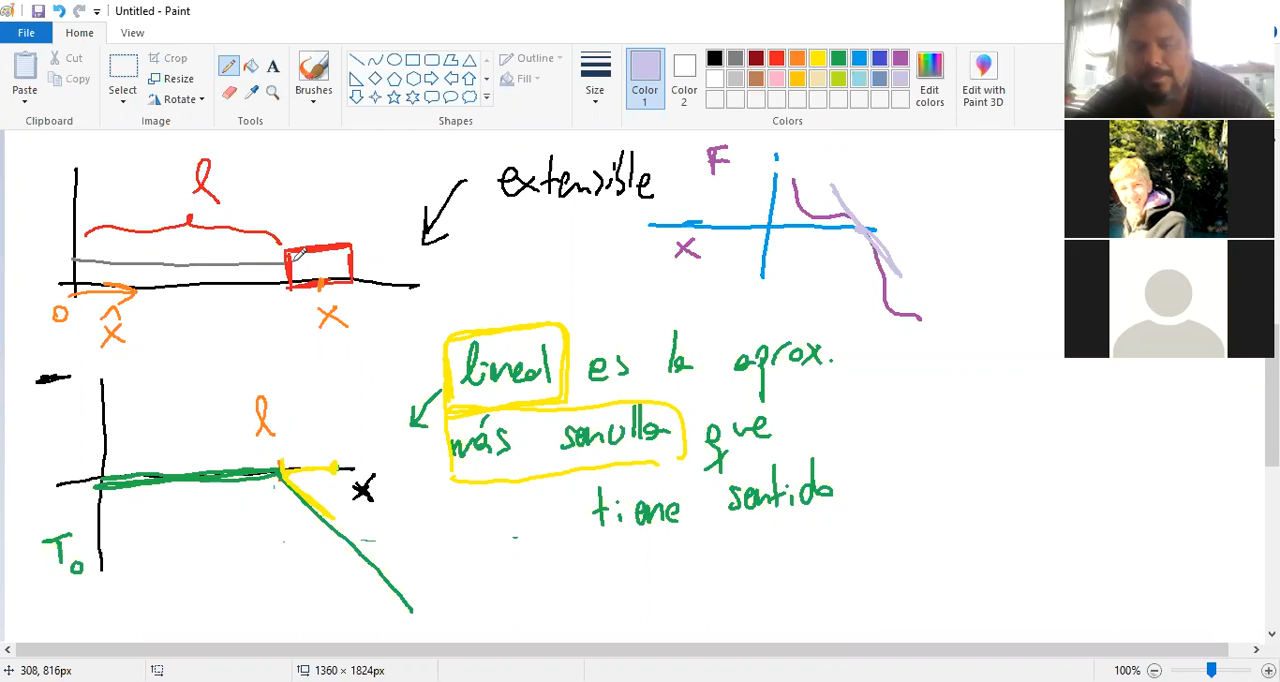 Untitled - Paint
File Home View
Paste
Cut
Copy
Clipboard
Select
Crop
Resize
Rotate
Image
Tools
Brushes
Shapes
Outline
Fill
Size
Color 1
Color 2
Edit colors
Edit with Paint 3D
Colors
l
extensible
F
x
0
x̂
x
lineal es la aprox.
más sencilla que
tiene sentido
l
x
T₀
308, 816px
1360 × 1824px
100%